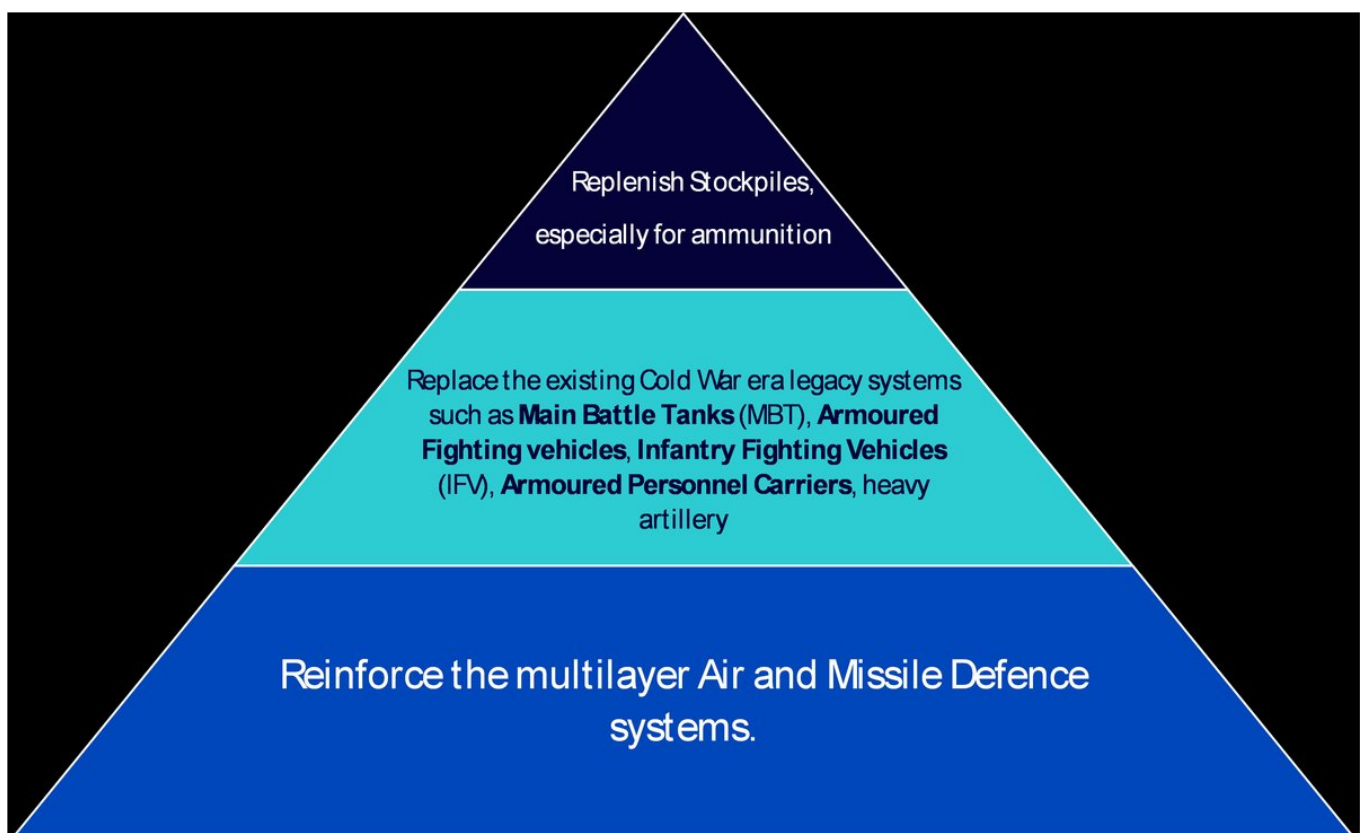 Replenish Stockpiles,
especially for ammunition
Replace the existing Cold War era legacy systems
such as Main Battle Tanks (MBT), Armoured
Fighting vehicles, Infantry Fighting Vehicles
(IFV), Armoured Personnel Carriers, heavy
artillery
Reinforce the multilayer Air and Missile Defence
systems.